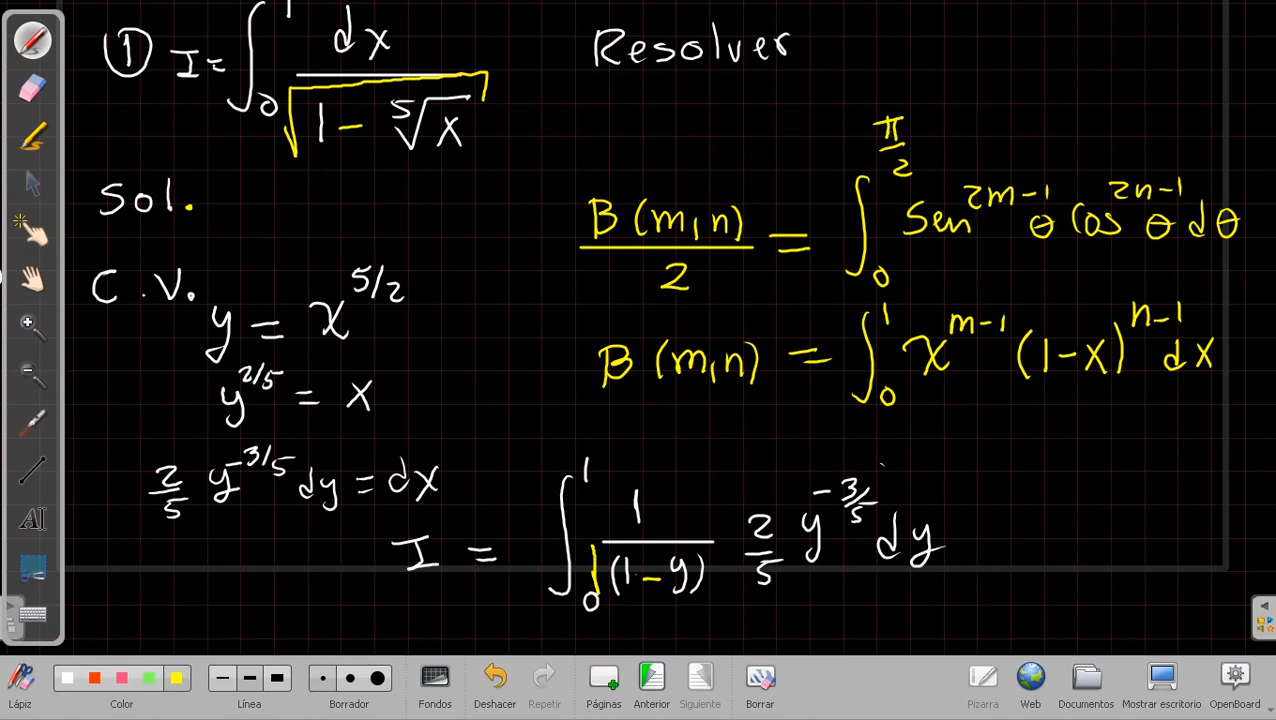 ① I = ∫₀¹ dx / √(1 - ⁵√x)
Resolver
Sol.
C.V.
y = x^{5/2}
y^{2/5} = x
2/5 y^{-3/5} dy = dx
B(m,n)/2 = ∫₀^{π/2} Sen^{2m-1} θ Cos^{2n-1} θ dθ
B(m,n) = ∫₀¹ x^{m-1} (1-x)^{n-1} dx
I = ∫₀¹ 1/(1-y) 2/5 y^{-3/5} dy
Lápiz
Color
Línea
Borrador
Fondos
Deshacer
Repetir
Páginas
Anterior
Siguiente
Borrar
Pizarra
Web
Documentos
Mostrar escritorio
OpenBoard